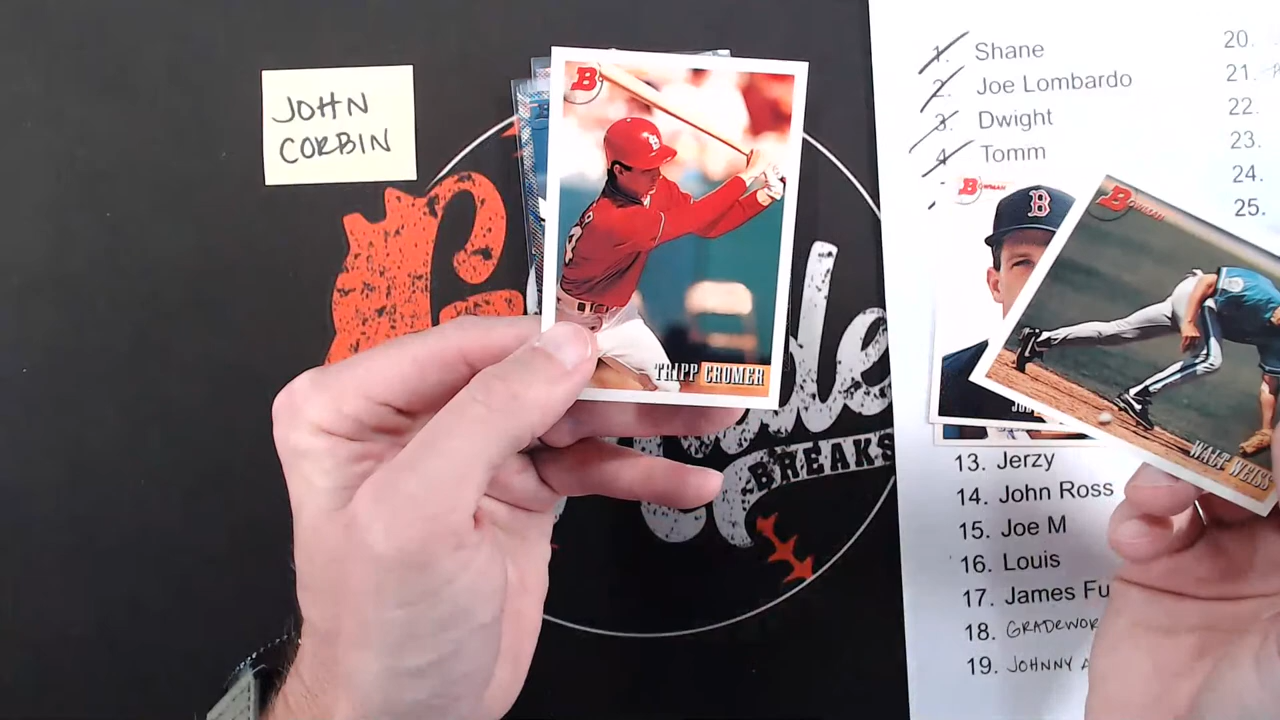 JOHN
CORBIN
B
TRIPP CROMER
BREAKS
1. Shane
2. Joe Lombardo
3. Dwight
4. Tomm
BOWMAN
B
BOWMAN
WALT WEISS
13. Jerzy
14. John Ross
15. Joe M
16. Louis
17. James Fu
18. GRADEWOR
19. JOHNNY A
20.
21.
22.
23.
24.
25.